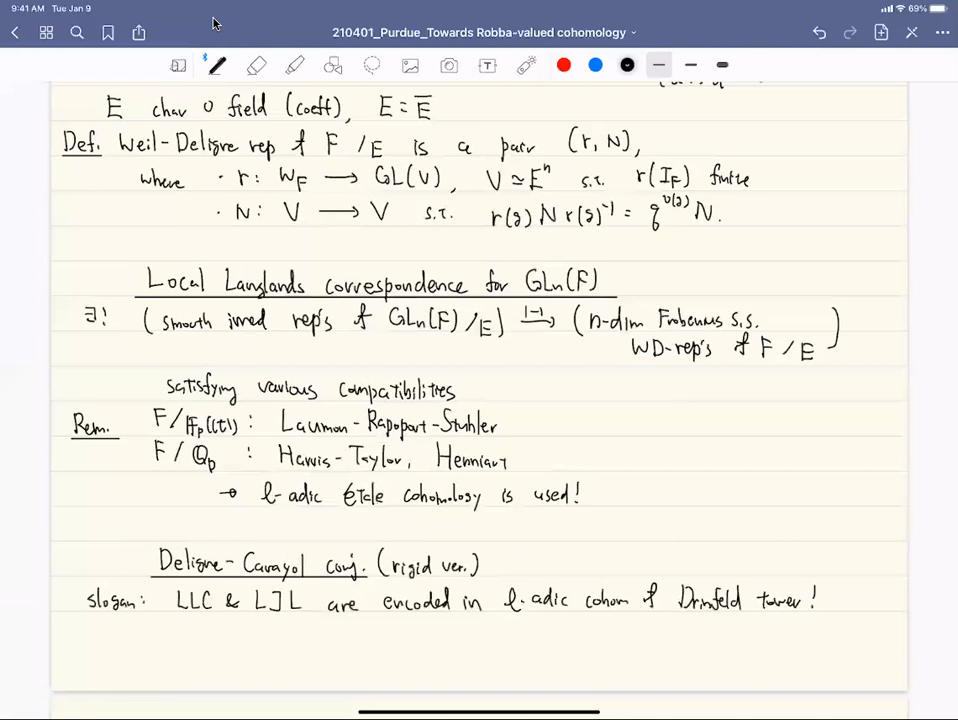 9:41 AM Tue Jan 9
69%
210401_Purdue_Towards Robba-valued cohomology
E char 0 field (coeff), E = Ē
Def. Weil-Deligne rep of F /E is a pair (r, N),
where · r: W_F → GL(V), V ≃ Eⁿ s.t. r(I_F) finite
· N: V → V s.t. r(g) N r(g)⁻¹ = q^{v(g)} N.
Local Langlands correspondence for GLn(F)
∃! (smooth irred rep's of GLn(F)/E) 1-1→ (n-dim Frobenius s.s.
WD-rep's of F/E)
satisfying various compatibilities
Rem. F/𝔽_p((t)) : Laumon-Rapoport-Stuhler
F/ℚ_p : Harris-Taylor, Henniart
→ ℓ-adic étale cohomology is used!
Deligne-Carayol conj. (rigid ver.)
slogan: LLC & LJL are encoded in ℓ-adic cohom of Drinfeld tower!